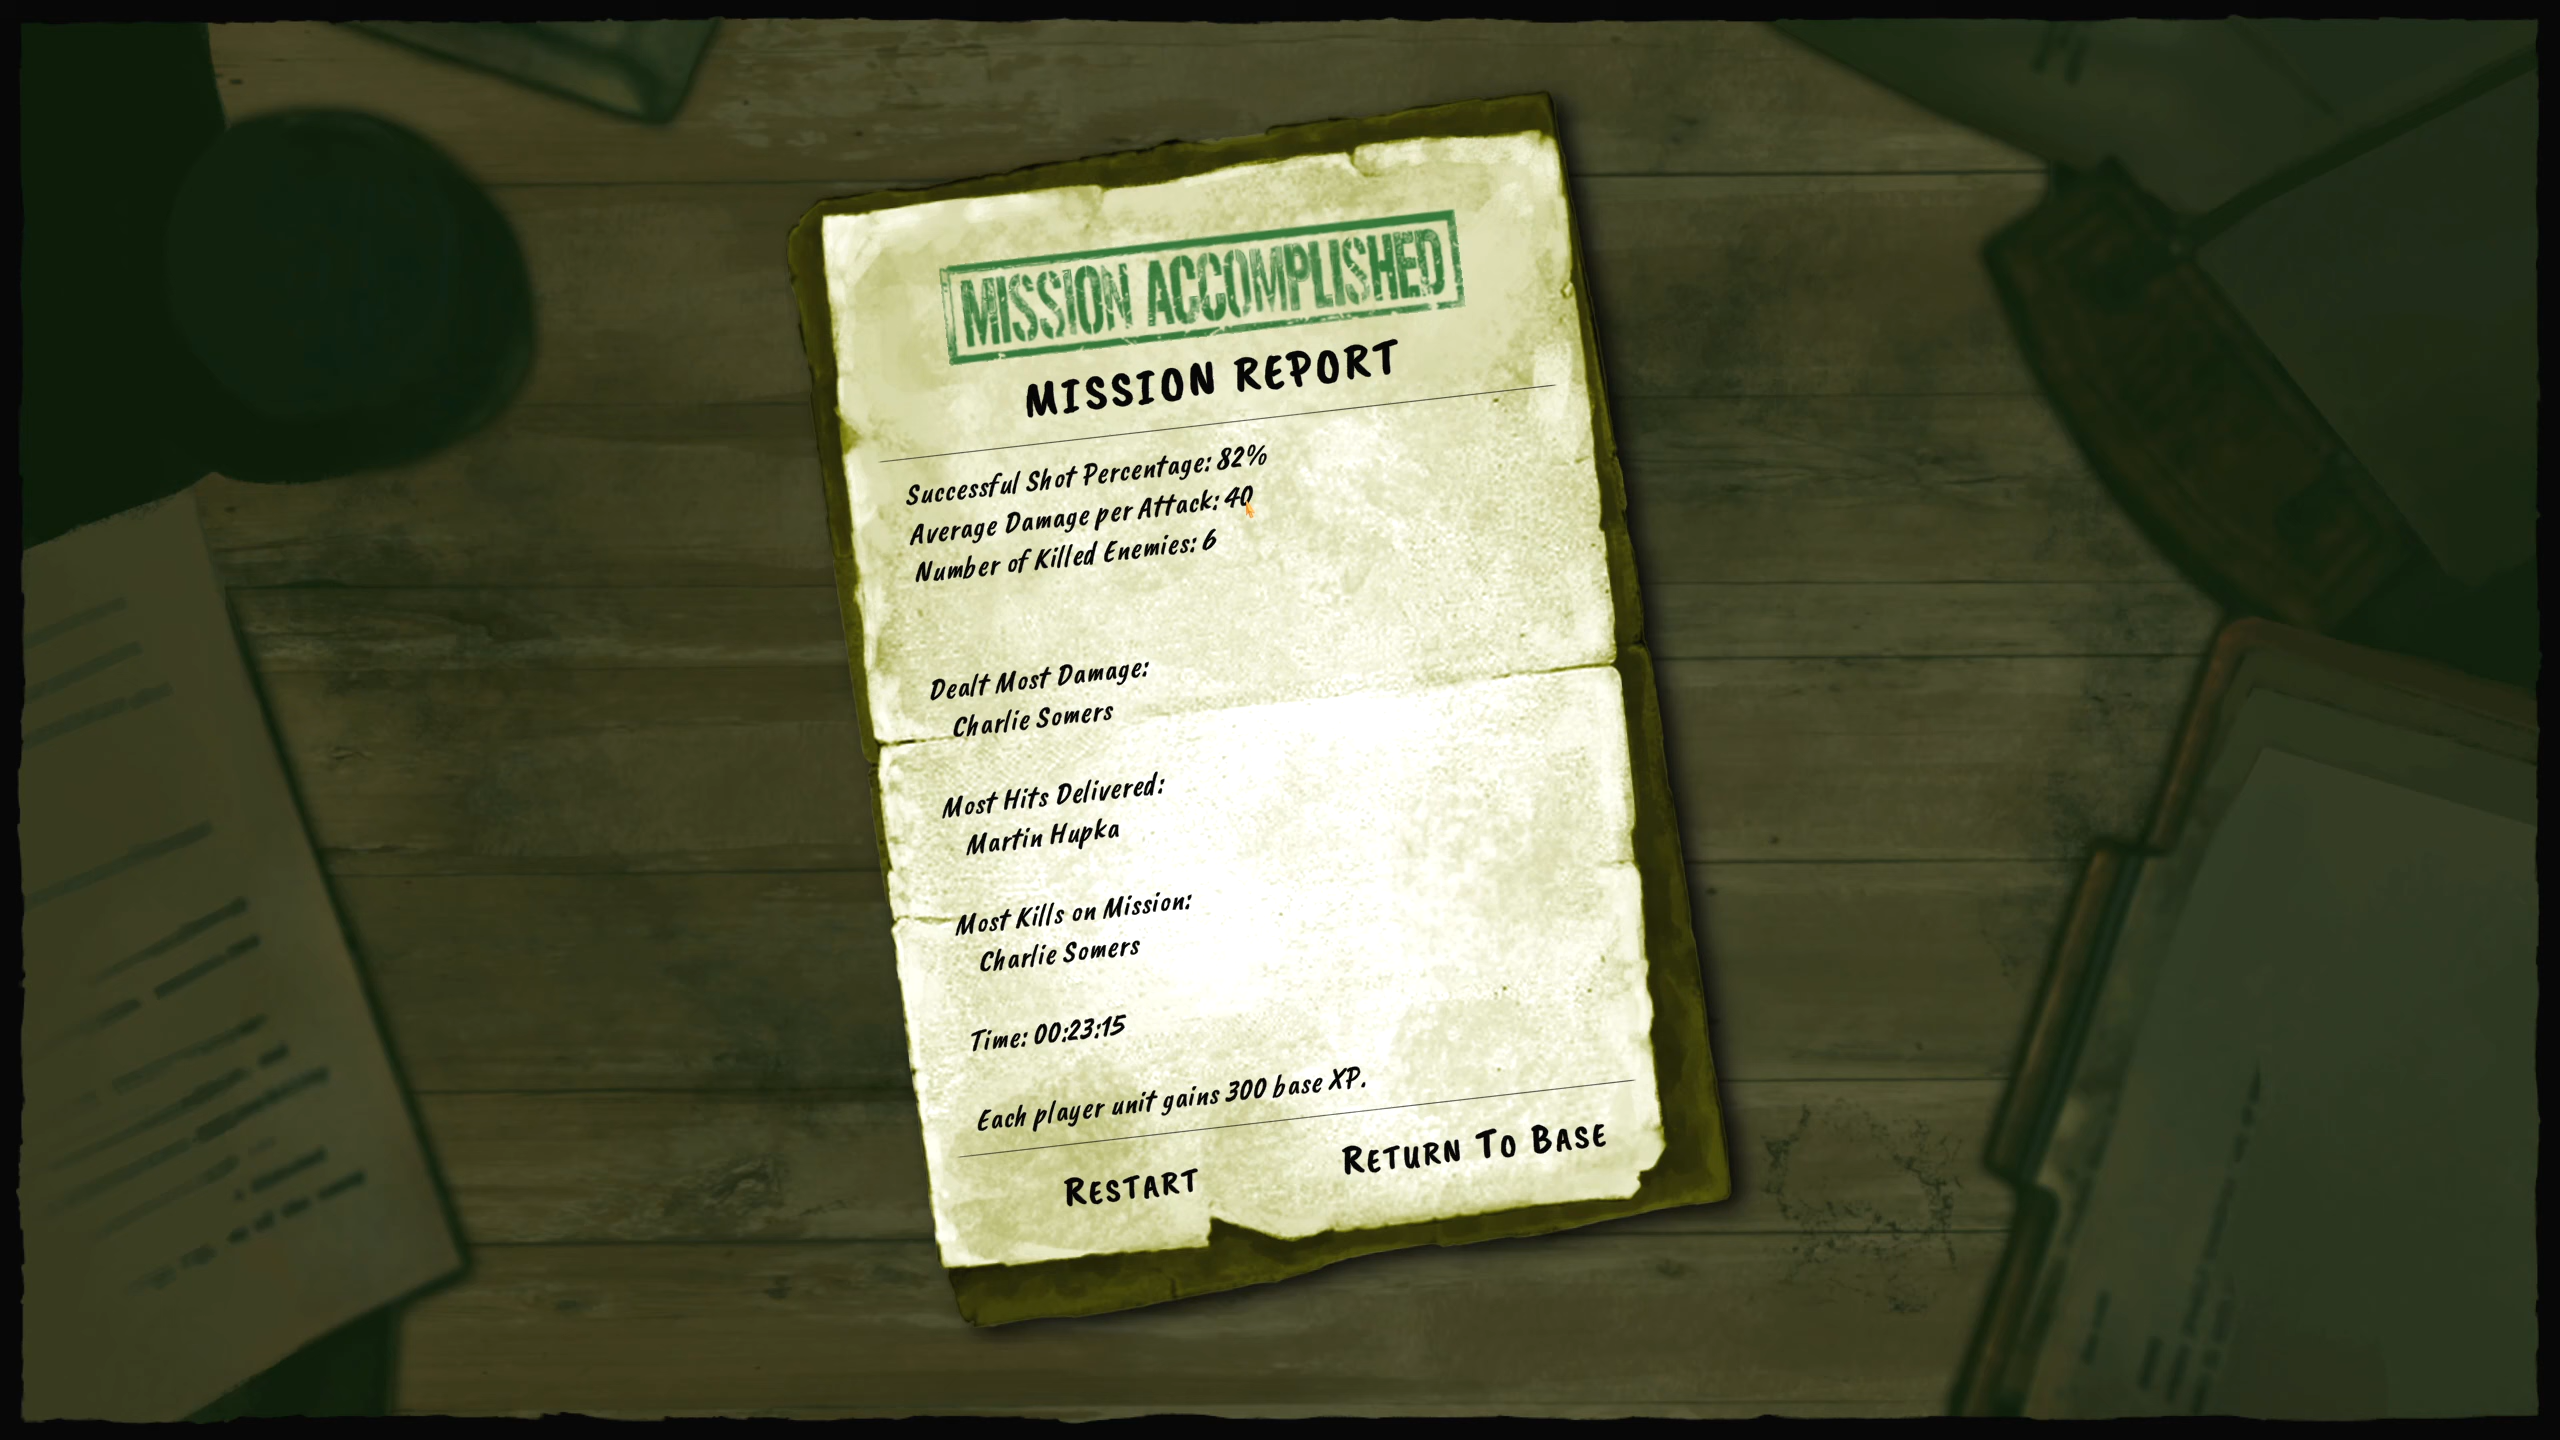 MISSION ACCOMPLISHED
MISSION REPORT
Successful Shot Percentage: 82%
Average Damage per Attack: 40
Number of Killed Enemies: 6
Dealt Most Damage:
Charlie Somers
Most Hits Delivered:
Martin Hupka
Most Kills on Mission:
Charlie Somers
Time: 00:23:15
Each player unit gains 300 base XP.
RESTART
RETURN TO BASE